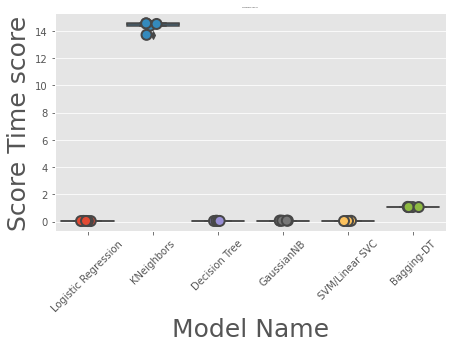 14
12
10
8
6
4
2
0
Score Time score
Logistic Regression
KNeighbors
Decision Tree
GaussianNB
SVM/Linear SVC
Bagging-DT
Model Name